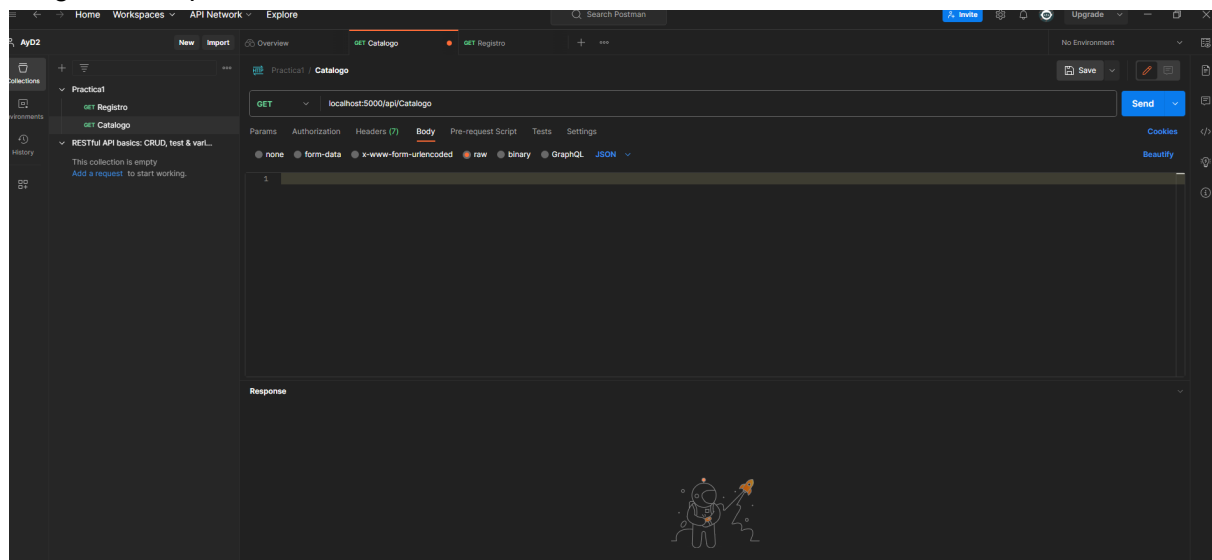 Home Workspaces API Network Explore Search Postman Invite Upgrade
AyD2 New Import Overview GET Catalogo GET Registro No Environment
Collections
Practica1 / Catalogo Save
Practica1
GET Registro
GET Catalogo
GET localhost:5000/api/Catalogo Send
History
RESTful API basics: CRUD, test & vari...
This collection is empty
Add a request to start working.
Params Authorization Headers (7) Body Pre-request Script Tests Settings Cookies
none form-data x-www-form-urlencoded raw binary GraphQL JSON Beautify
1
Response